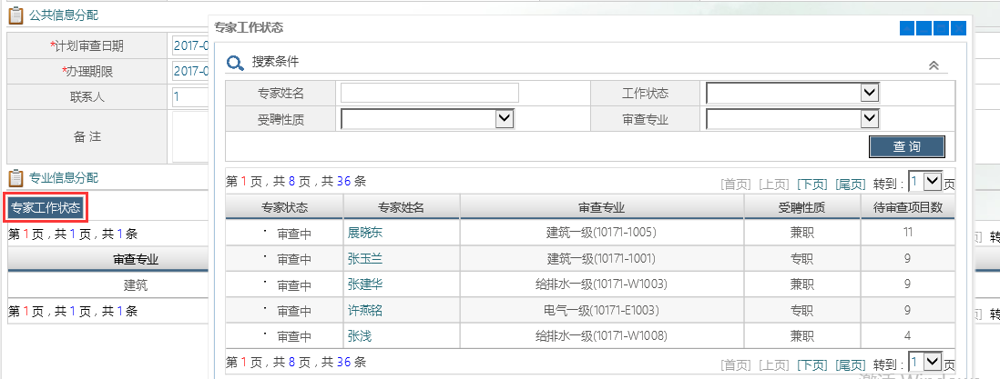 公共信息分配
*计划审查日期 2017-0
*办理期限 2017-0
联系人 1
备 注
专业信息分配
专家工作状态
第 1 页 , 共 1 页 , 共 1 条
审查专业
建筑
第 1 页 , 共 1 页 , 共 1 条
专家工作状态
搜索条件
专家姓名 工作状态
受聘性质 审查专业
查 询
第 1 页 , 共 8 页 , 共 36 条 [首页] [上页] [下页] [尾页] 转到 : 1 页
专家状态 专家姓名 审查专业 受聘性质 待审查项目数
· 审查中 展晓东 建筑一级(10171-1005) 兼职 11
· 审查中 张玉兰 建筑一级(10171-1001) 专职 9
· 审查中 张建华 给排水一级(10171-W1003) 兼职 9
· 审查中 许燕铭 电气一级(10171-E1003) 专职 9
· 审查中 张浅 给排水一级(10171-W1008) 兼职 4
第 1 页 , 共 8 页 , 共 36 条 [首页] [上页] [下页] [尾页] 转到 : 1 页
转
转